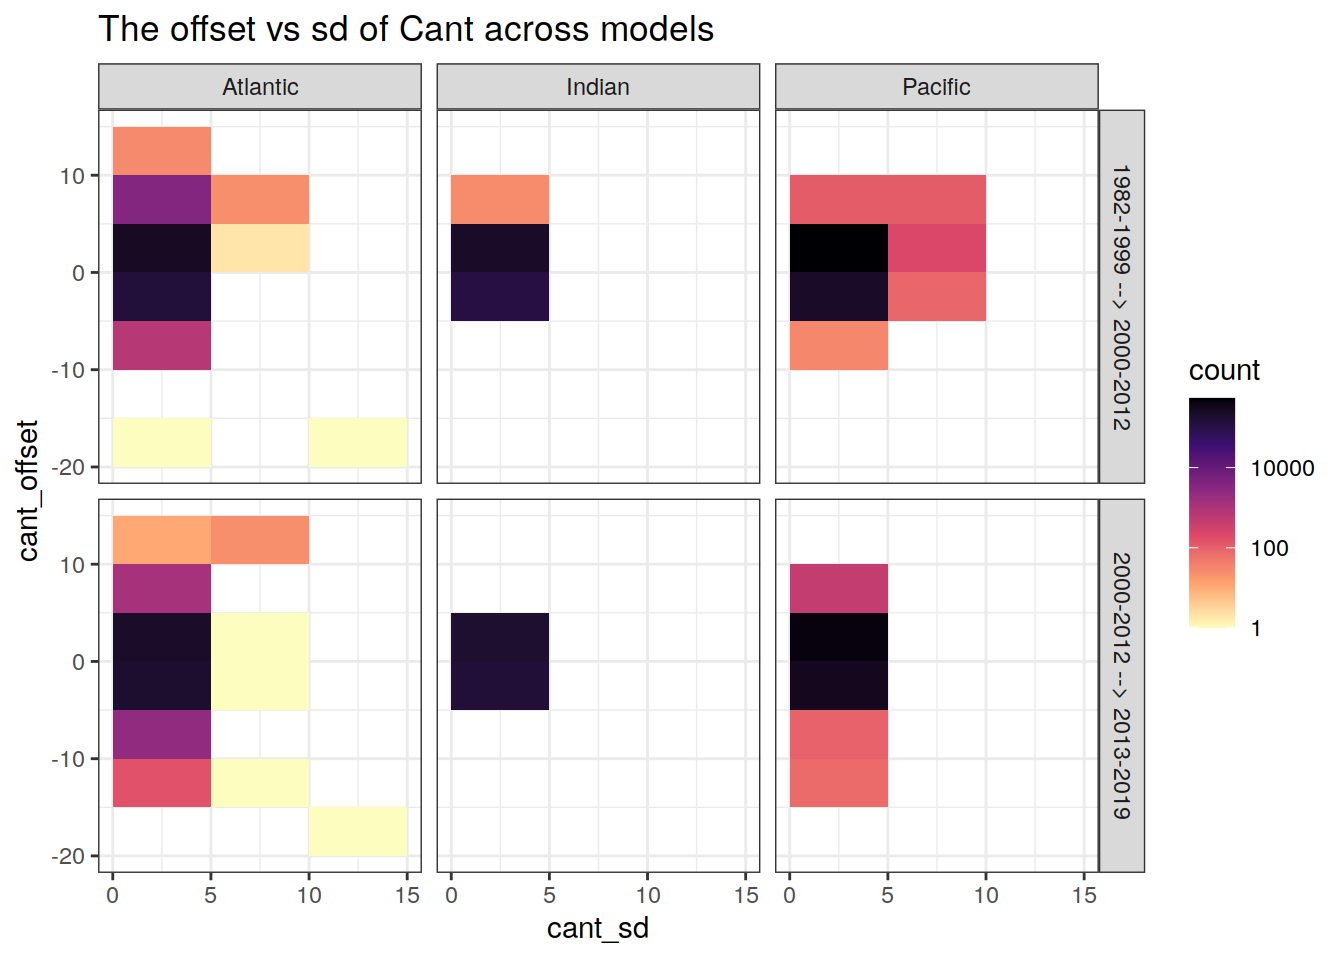 The offset vs sd of Cant across models
Atlantic
Indian
Pacific
cant_offset
10
0
-10
-20
1982-1999 --> 2000-2012
10
0
-10
-20
2000-2012 --> 2013-2019
0 5 10 15
0 5 10 15
0 5 10 15
cant_sd
count
10000
100
1